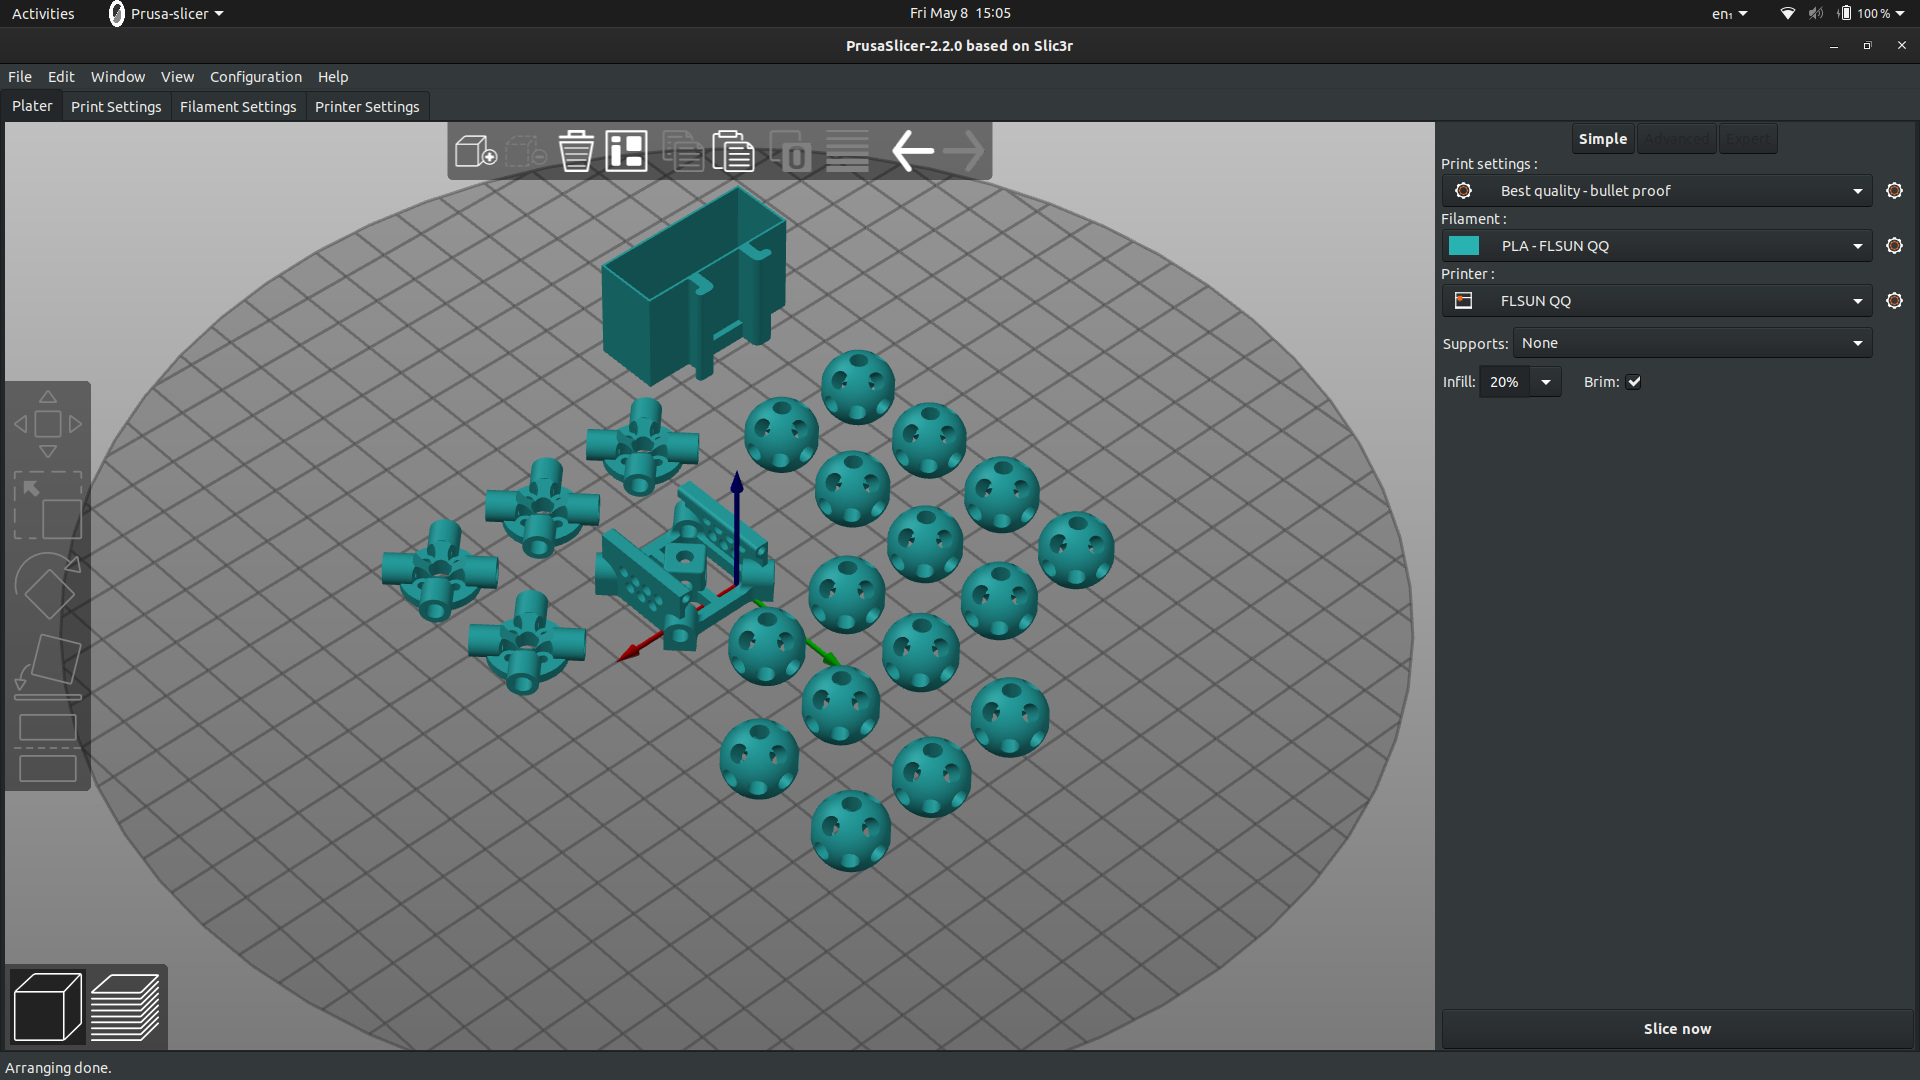 Activities Prusa-slicer Fri May 8 15:05 en₁ 100 %
PrusaSlicer-2.2.0 based on Slic3r
File Edit Window View Configuration Help
Plater Print Settings Filament Settings Printer Settings
Simple Advanced Expert
Print settings :
Best quality - bullet proof
Filament :
PLA - FLSUN QQ
Printer :
FLSUN QQ
Supports: None
Infill: 20% Brim:
Slice now
Arranging done.